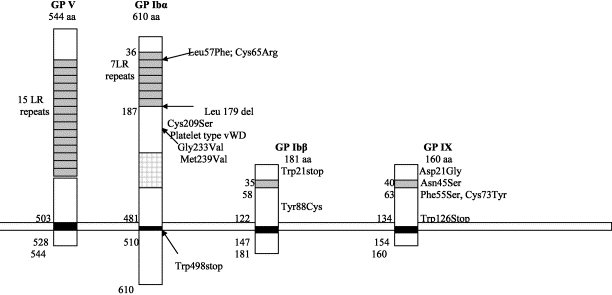 GP V
544 aa
15 LR
repeats
503
528
544
GP Ibα
610 aa
36
7LR
repeats
187
481
510
610
Leu57Phe; Cys65Arg
Leu 179 del
Cys209Ser
Platelet type vWD
Gly233Val
Met239Val
Trp498stop
GP Ibβ
181 aa
Trp21stop
35
58
Tyr88Cys
122
147
181
GP IX
160 aa
Asp21Gly
40
Asn45Ser
63
Phe55Ser, Cys73Tyr
134
Trp126Stop
154
160